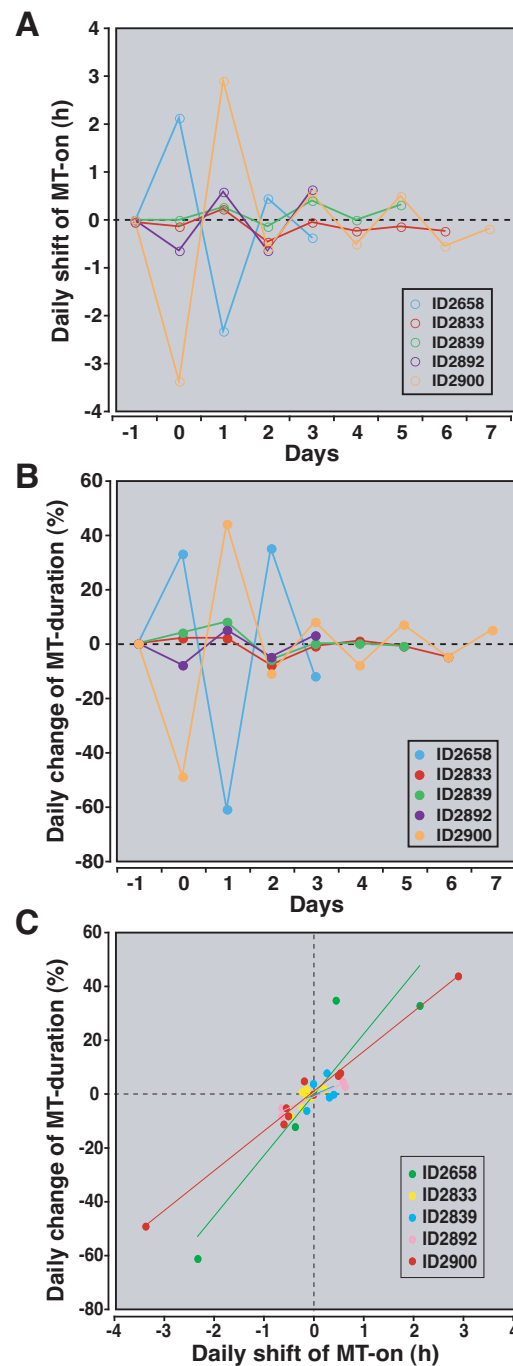 A
Daily shift of MT-on (h)
4
3
2
1
0
-1
-2
-3
-4
ID2658
ID2833
ID2839
ID2892
ID2900
-1 0 1 2 3 4 5 6 7
Days
B
Daily change of MT-duration (%)
60
40
20
0
-20
-40
-60
-80
ID2658
ID2833
ID2839
ID2892
ID2900
-1 0 1 2 3 4 5 6 7
Days
C
Daily change of MT-duration (%)
60
40
20
0
-20
-40
-60
-80
ID2658
ID2833
ID2839
ID2892
ID2900
-4 -3 -2 -1 0 1 2 3 4
Daily shift of MT-on (h)